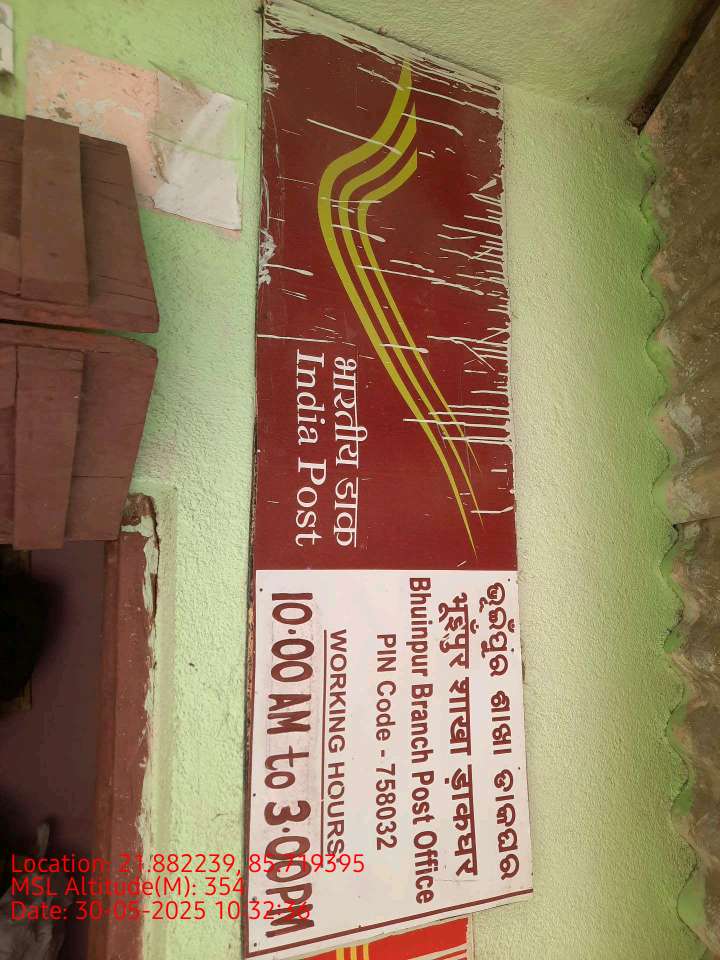 भारतीय डाक
India Post
ଭୂଇଁପୁର ଶାଖା ଡାକଘର
भूइंपुर शाखा ड़ाकघर
Bhuinpur Branch Post Office
PIN Code - 758032
WORKING HOURS
10.00 AM to 3.00PM
Location: 21.882239, 85.719395
MSL Altitude(M): 354
Date: 30-05-2025 10:32:36